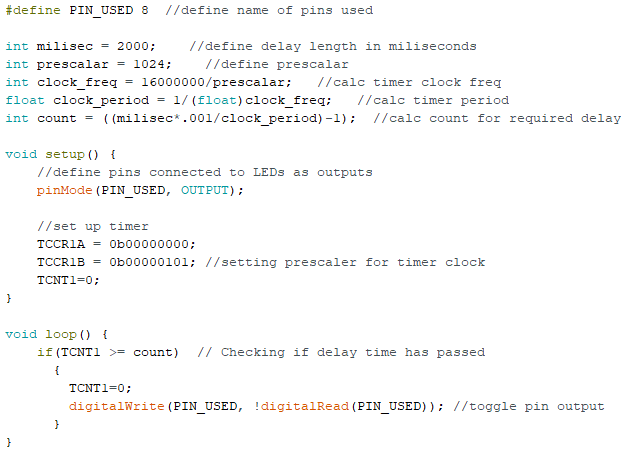 #define PIN_USED 8  //define name of pins used

int milisec = 2000;    //define delay length in miliseconds
int prescalar = 1024;    //define prescalar
int clock_freq = 16000000/prescalar;   //calc timer clock freq
float clock_period = 1/(float)clock_freq;   //calc timer period
int count = ((milisec*.001/clock_period)-1);  //calc count for required delay

void setup() {
    //define pins connected to LEDs as outputs
    pinMode(PIN_USED, OUTPUT);

    //set up timer
    TCCR1A = 0b00000000;
    TCCR1B = 0b00000101; //setting prescaler for timer clock
    TCNT1=0;
}

void loop() {
    if(TCNT1 >= count)  // Checking if delay time has passed
      {
        TCNT1=0;
        digitalWrite(PIN_USED, !digitalRead(PIN_USED)); //toggle pin output
      }
}